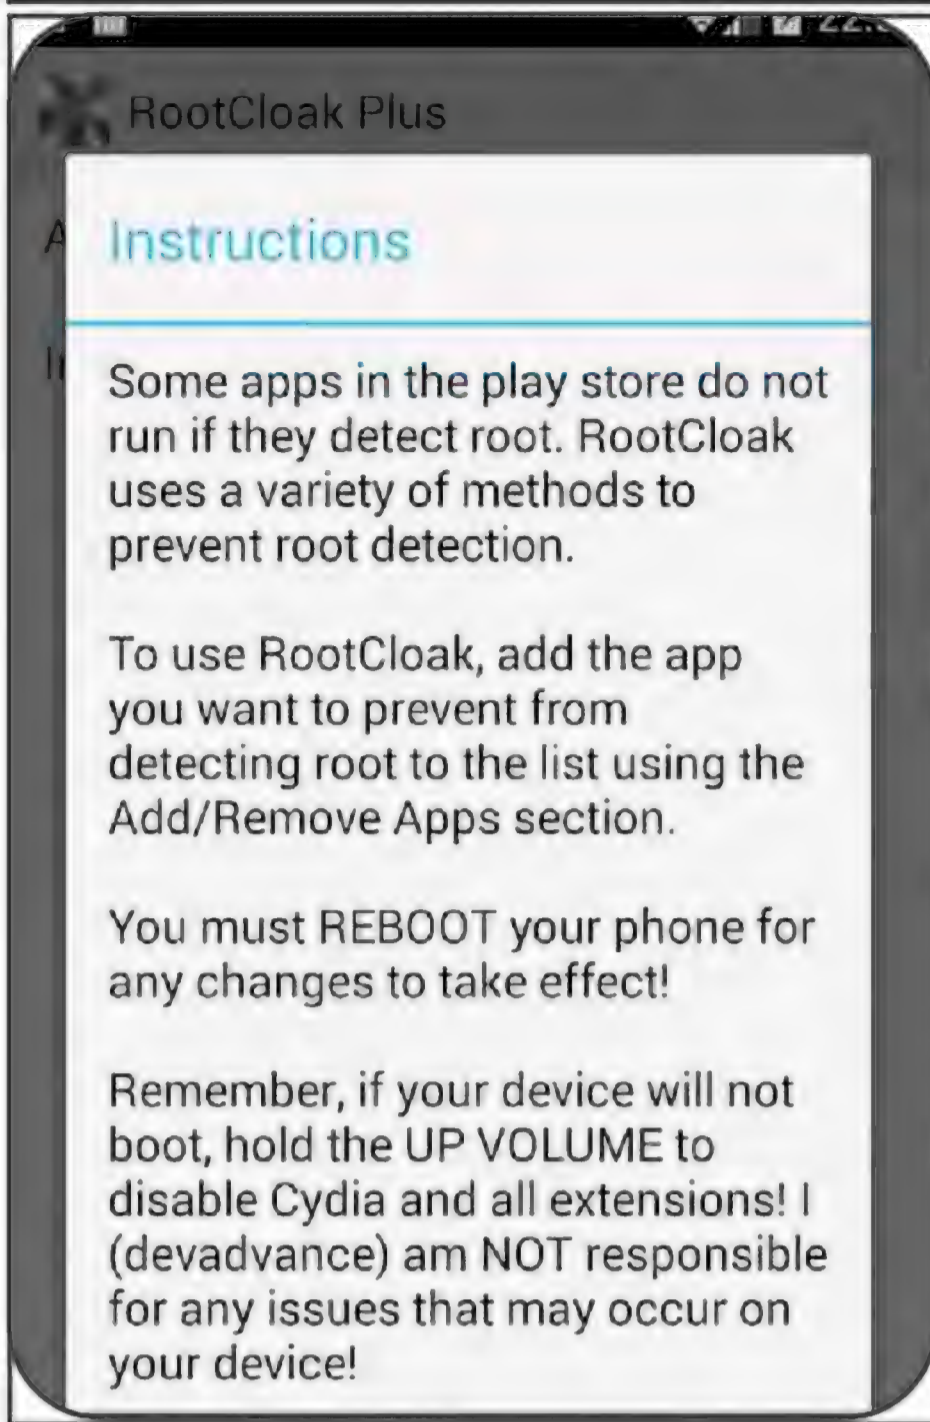 RootCloak Plus
Instructions
Some apps in the play store do not
run if they detect root. RootCloak
uses a variety of methods to
prevent root detection.
To use RootCloak, add the app
you want to prevent from
detecting root to the list using the
Add/Remove Apps section.
You must REBOOT your phone for
any changes to take effect!
Remember, if your device will not
boot, hold the UP VOLUME to
disable Cydia and all extensions! I
(devadvance) am NOT responsible
for any issues that may occur on
your device!